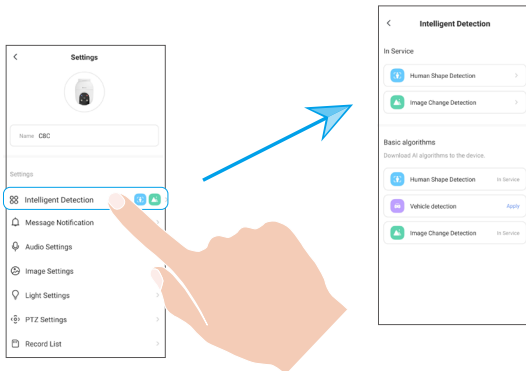 Settings
Name CBC
Settings
Intelligent Detection
Message Notification
Audio Settings
Image Settings
Light Settings
PTZ Settings
Record List
Intelligent Detection
In Service
Human Shape Detection
Image Change Detection
Basic algorithms
Download AI algorithms to the device.
Human Shape Detection In Service
Vehicle detection Apply
Image Change Detection In Service